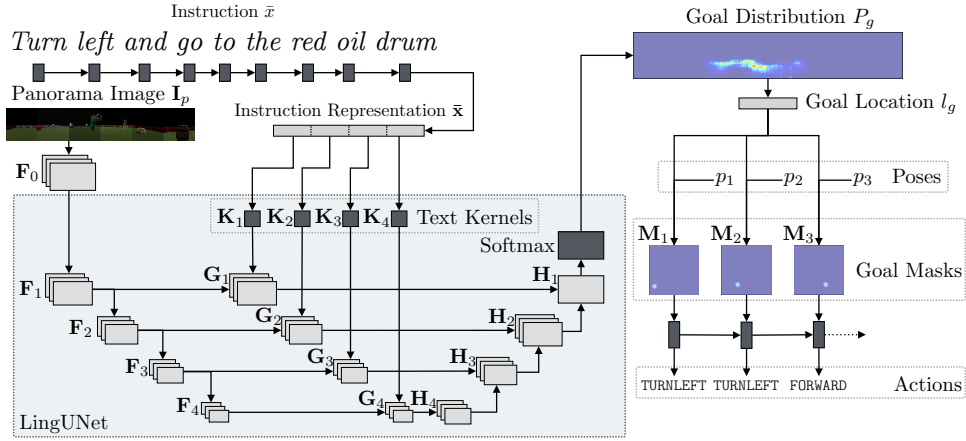 Instruction x̄
Turn left and go to the red oil drum
Panorama Image I_p
Instruction Representation x̄
F_0
K_1 K_2 K_3 K_4 Text Kernels
Softmax
F_1 G_1 H_1
F_2 G_2 H_2
F_3 G_3 H_3
F_4 G_4 H_4
LingUNet
Goal Distribution P_g
Goal Location l_g
p_1 p_2 p_3 Poses
M_1 M_2 M_3
Goal Masks
TURNLEFT TURNLEFT FORWARD Actions